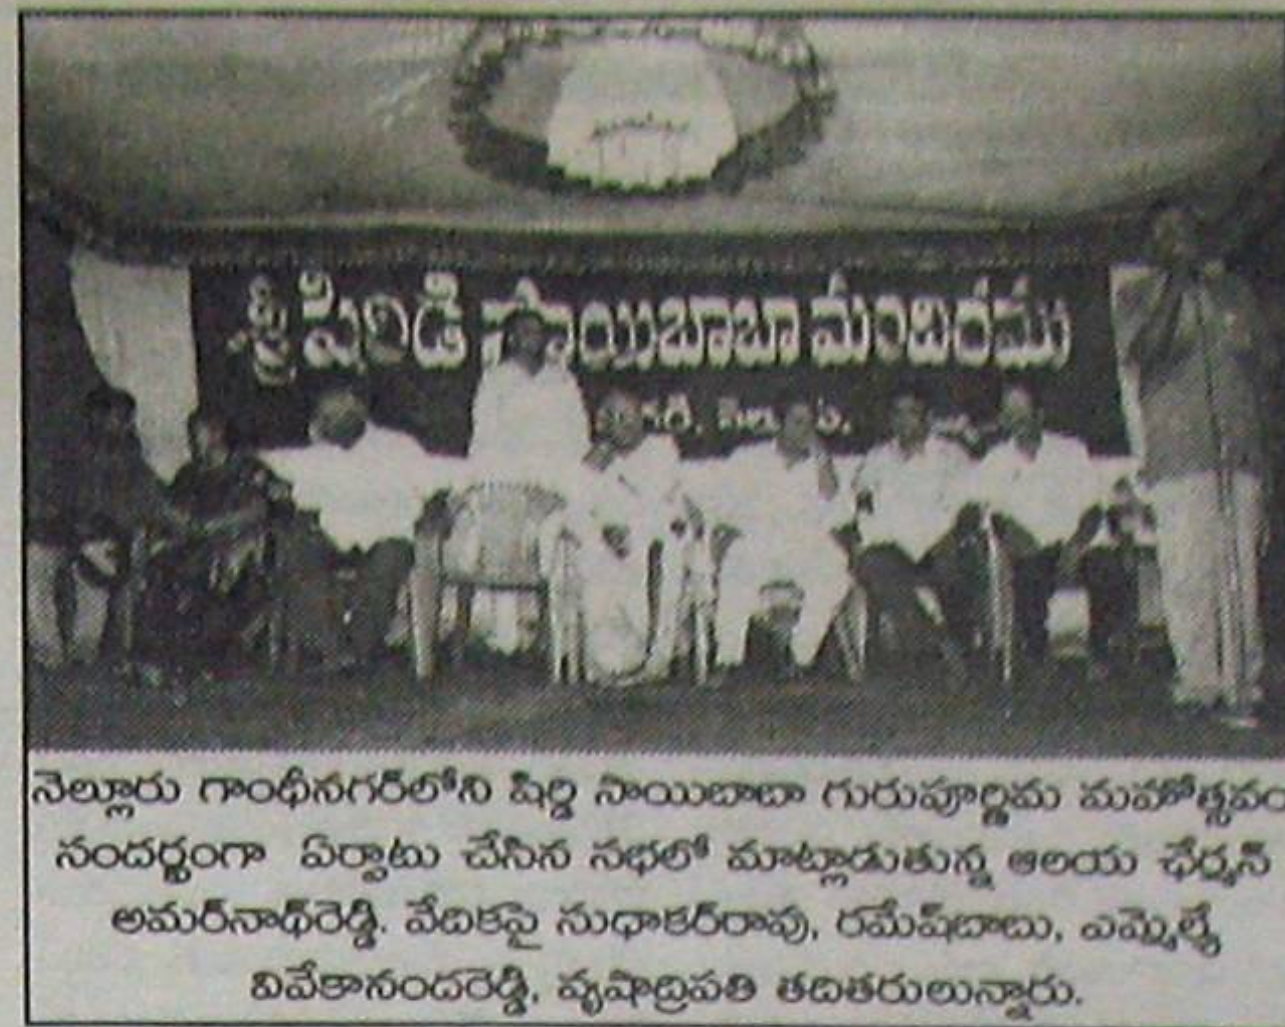 శ్రీ షిరిడి సాయిబాబా మందిరము
నెల్లూరు గాంధీనగర్‌లోని షిర్డి సాయిబాబా గురుపూర్ణిమ మహోత్సవం
సందర్భంగా ఏర్పాటు చేసిన సభలో మాట్లాడుతున్న ఆలయ ఛేర్మన్
అమర్‌నాథ్‌రెడ్డి. వేదికపై సుధాకర్‌రావు, రమేష్‌బాబు, ఎమ్మెల్యే
వివేకానందరెడ్డి, వృషాద్రిపతి తదితరులున్నారు.